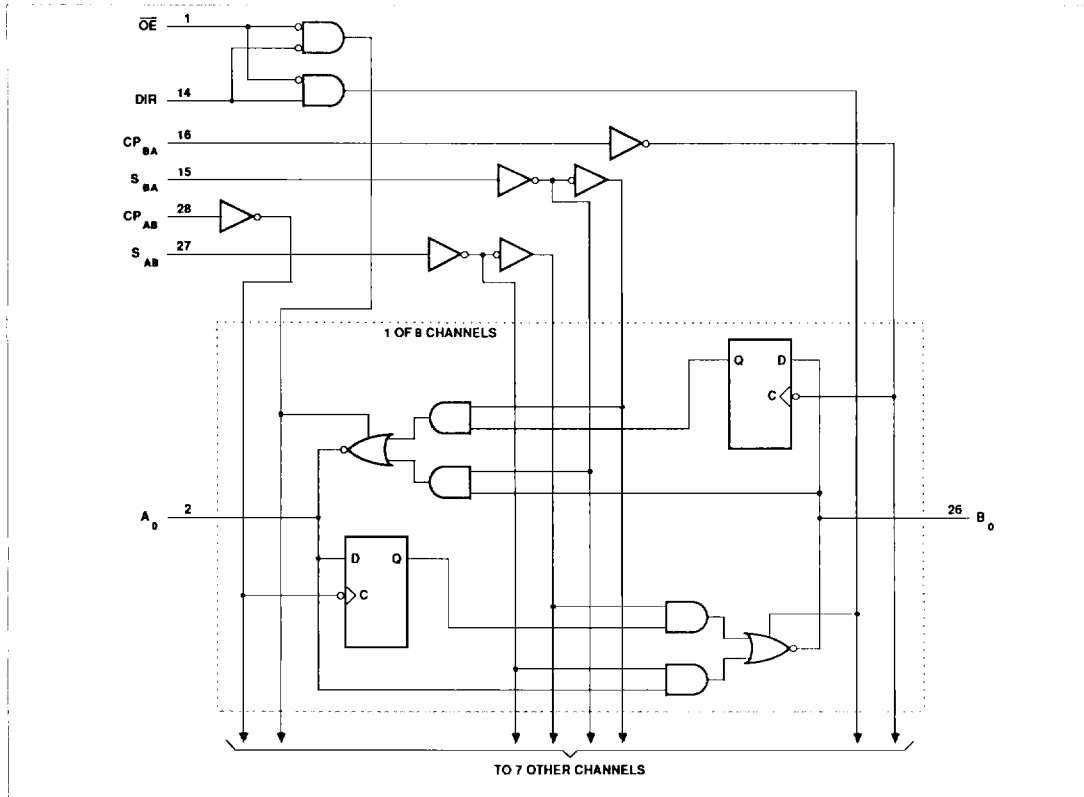 OE 1
DIR 14
CP BA 16
S BA 15
CP AB 28
S AB 27
1 OF 8 CHANNELS
Q D
C
A 0 2
26 B 0
D Q
C
TO 7 OTHER CHANNELS